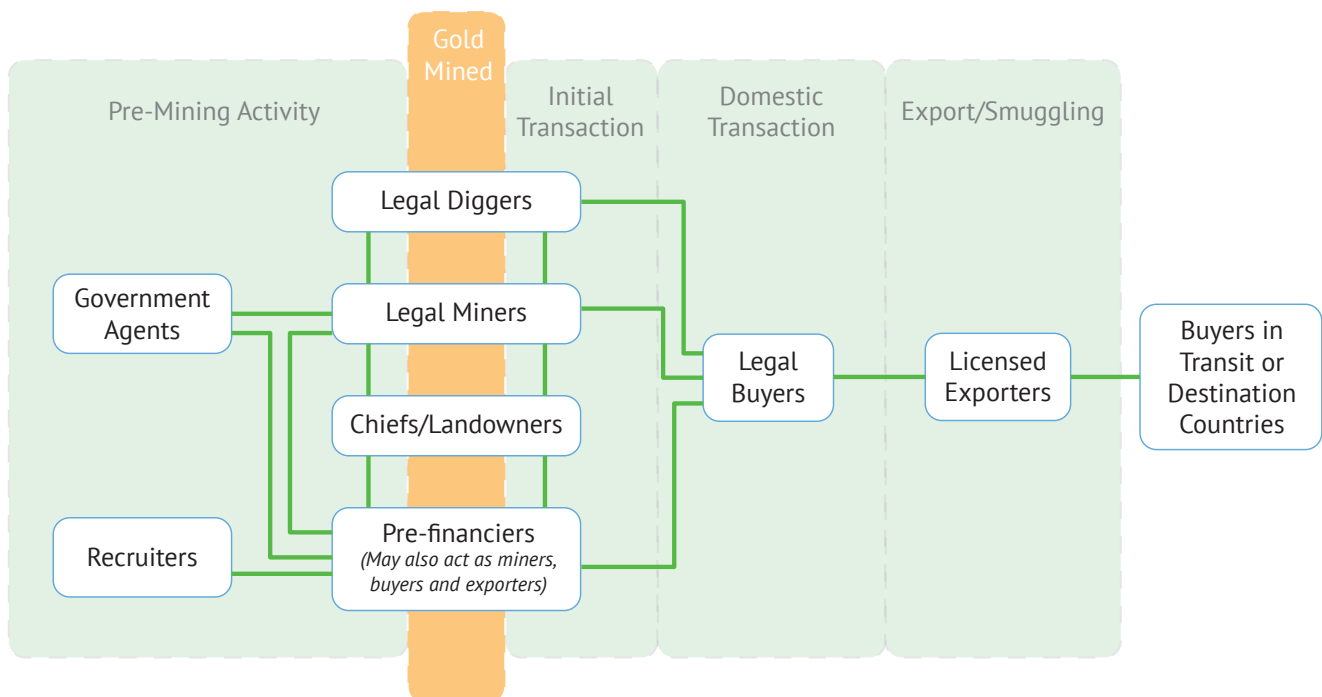 Gold
Mined
Pre-Mining Activity
Initial
Transaction
Domestic
Transaction
Export/Smuggling
Legal Diggers
Government
Agents
Legal Miners
Chiefs/Landowners
Recruiters
Pre-financiers
(May also act as miners,
buyers and exporters)
Legal
Buyers
Licensed
Exporters
Buyers in
Transit or
Destination
Countries